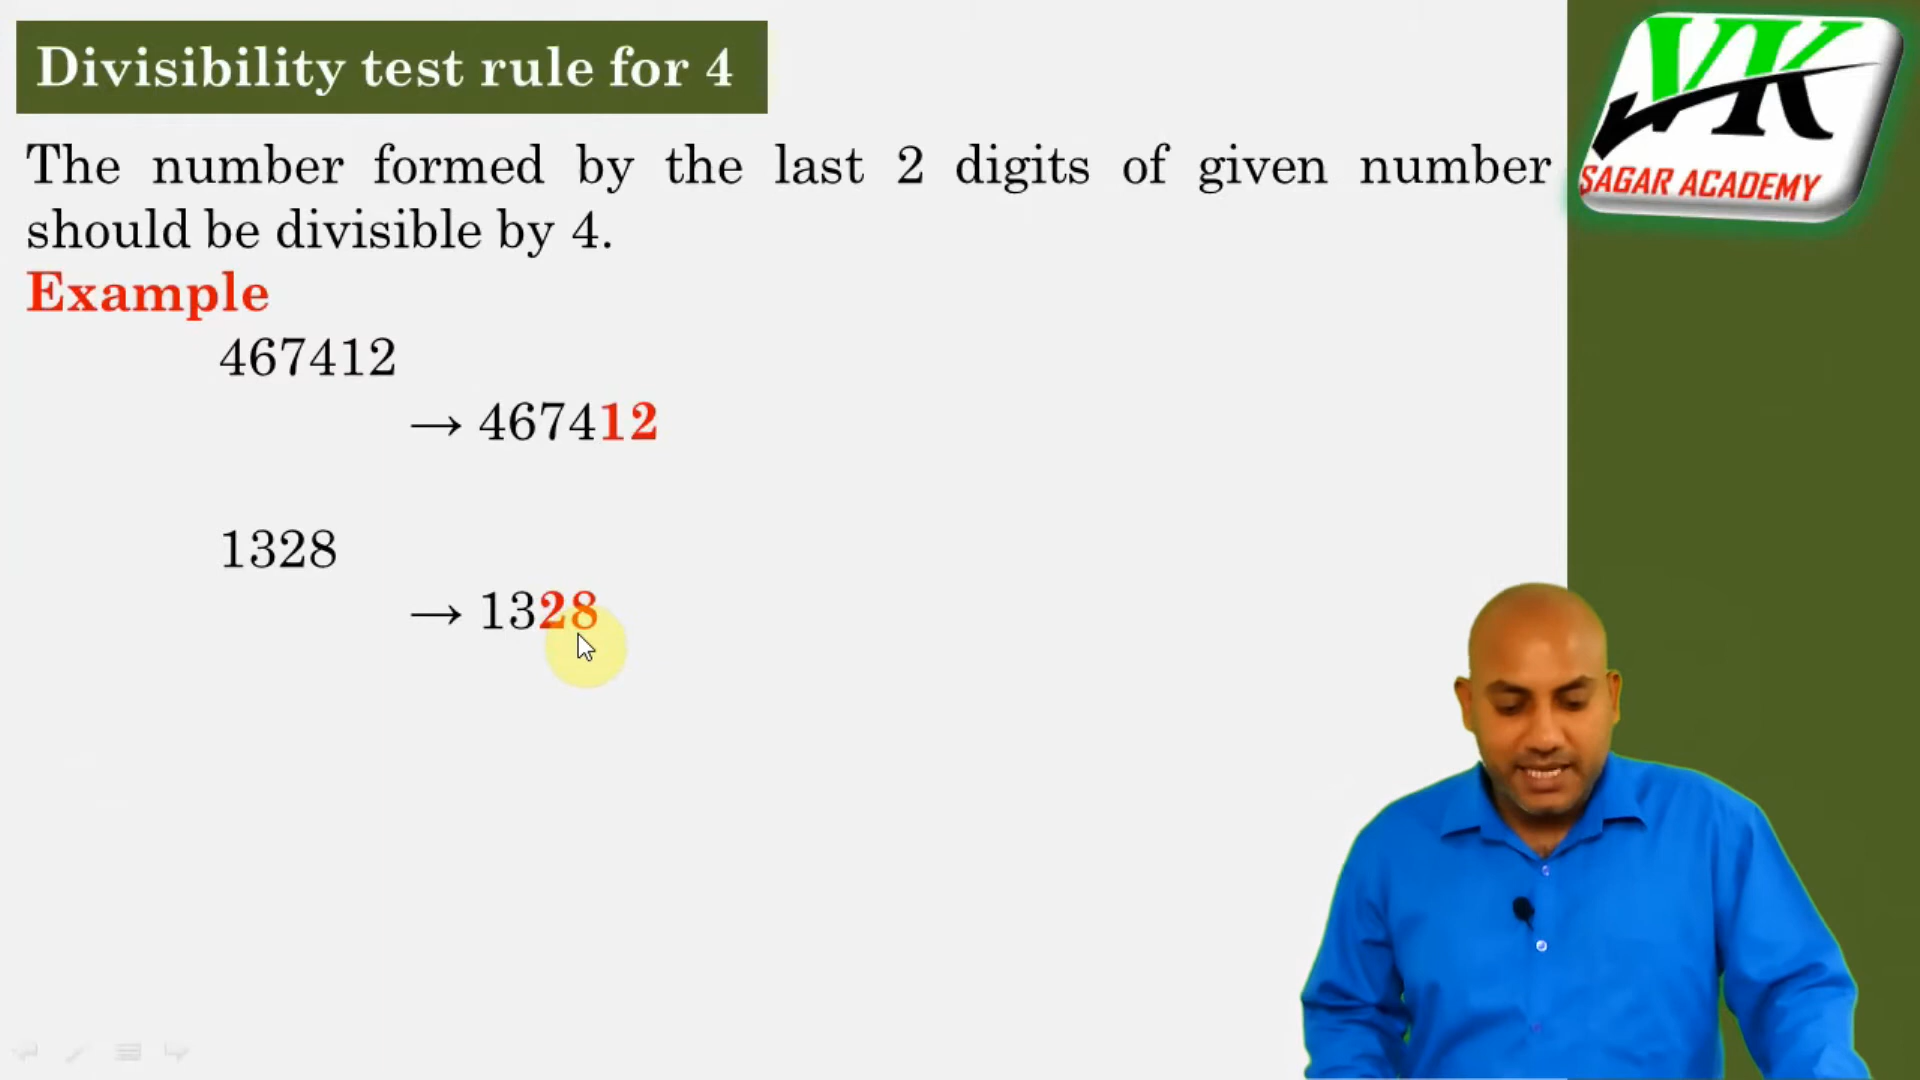 Divisibility test rule for 4
VK
SAGAR ACADEMY
The number formed by the last 2 digits of given number
should be divisible by 4.
Example
467412
→ 467412
1328
→ 1328